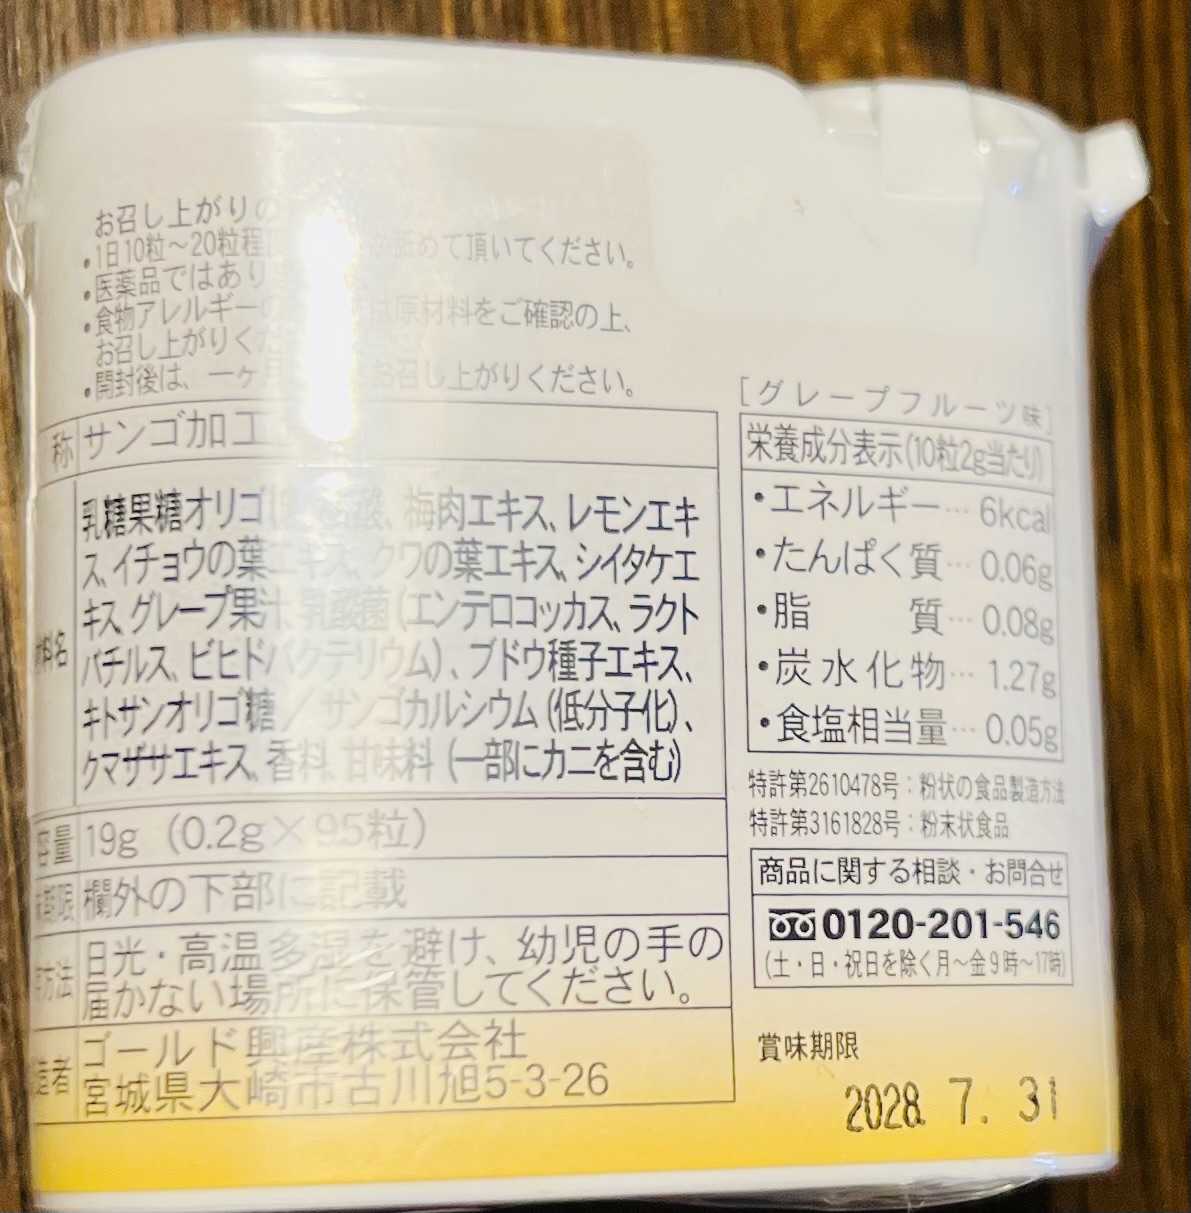 お召し上がりの
・1日10粒〜20粒程 舐めて頂いてください。
・医薬品ではあり
・食物アレルギーの 原材料をご確認の上、
お召し上がりくだ
・開封後は、一ヶ月 お召し上がりください。
称 サンゴ加工
乳糖果糖オリゴ 梅肉エキス、レモンエキ
ス、イチョウの葉エキス、クワの葉エキス、シイタケエ
キス、グレープ果汁、乳酸菌(エンテロコッカス、ラクト
バチルス、ビヒドバクテリウム)、ブドウ種子エキス、
料名
キトサンオリゴ糖/サンゴカルシウム(低分子化)、
クマザサエキス、香料、甘味料(一部にカニを含む)
容量 19g(0.2g×95粒)
期限 欄外の下部に記載
方法 日光・高温多湿を避け、幼児の手の
届かない場所に保管してください。
造者 ゴールド興産株式会社
宮城県大崎市古川旭5-3-26
[グレープフルーツ味]
栄養成分表示(10粒2g当たり)
・エネルギー…6kcal
・たんぱく質…0.06g
・脂質…0.08g
・炭水化物…1.27g
・食塩相当量…0.05g
特許第2610478号:粉状の食品製造方法
特許第3161828号:粉末状食品
商品に関する相談・お問合せ
0120-201-546
(土・日・祝日を除く月〜金9時〜17時)
賞味期限
2028. 7. 31